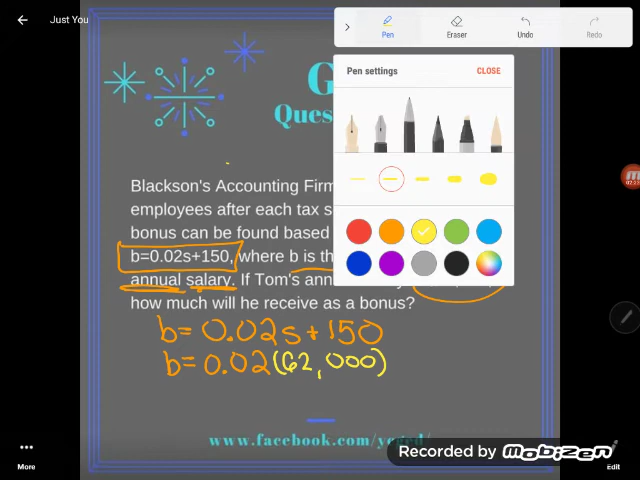 Just You
Pen
Eraser
Undo
Redo
Pen settings
CLOSE
G
Ques
Blackson's Accounting Firm
employees after each tax s
bonus can be found based
b=0.02s+150, where b is th
annual salary. If Tom's ann
how much will he receive as a bonus?
b= 0.02s+150
b= 0.02(62,000)
www.facebook.com/ycged/
Recorded by mobizen
More
Edit